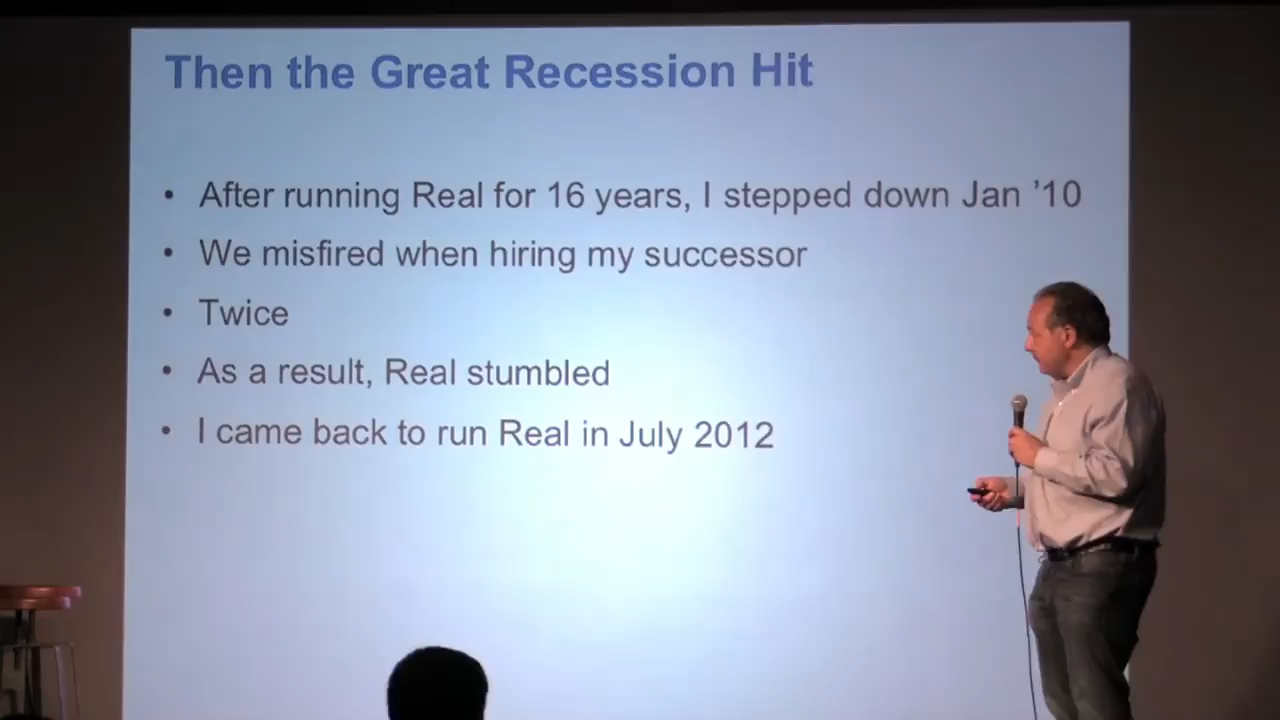 Then the Great Recession Hit
• After running Real for 16 years, I stepped down Jan ’10
• We misfired when hiring my successor
• Twice
• As a result, Real stumbled
• I came back to run Real in July 2012